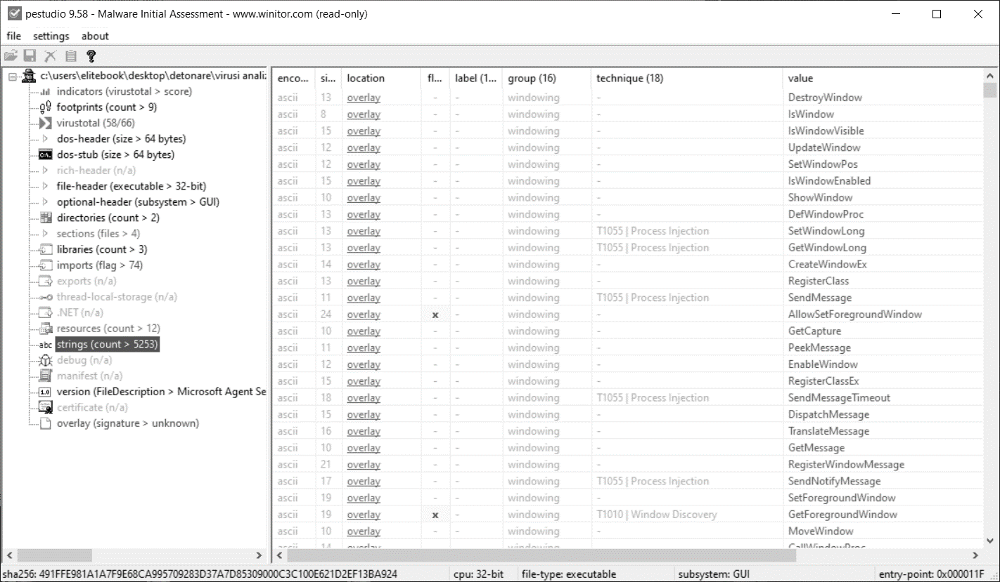 pestudio 9.58 - Malware Initial Assessment - www.winitor.com (read-only)
file settings about
c:\users\elitebook\desktop\detonare\virusi analiz
indicators (virustotal > score)
footprints (count > 9)
virustotal (58/66)
dos-header (size > 64 bytes)
dos-stub (size > 64 bytes)
rich-header (n/a)
file-header (executable > 32-bit)
optional-header (subsystem > GUI)
directories (count > 2)
sections (files > 4)
libraries (count > 3)
imports (flag > 74)
exports (n/a)
thread-local-storage (n/a)
.NET (n/a)
resources (count > 12)
abc strings (count > 5253)
debug (n/a)
manifest (n/a)
1.0 version (FileDescription > Microsoft Agent Se
certificate (n/a)
overlay (signature > unknown)
enco... si... location fl... label (1... group (16) technique (18) value
ascii 13 overlay - - windowing - DestroyWindow
ascii 8 overlay - - windowing - IsWindow
ascii 15 overlay - - windowing - IsWindowVisible
ascii 12 overlay - - windowing - UpdateWindow
ascii 12 overlay - - windowing - SetWindowPos
ascii 15 overlay - - windowing - IsWindowEnabled
ascii 10 overlay - - windowing - ShowWindow
ascii 13 overlay - - windowing - DefWindowProc
ascii 13 overlay - - windowing T1055 | Process Injection SetWindowLong
ascii 13 overlay - - windowing T1055 | Process Injection GetWindowLong
ascii 14 overlay - - windowing - CreateWindowEx
ascii 13 overlay - - windowing - RegisterClass
ascii 11 overlay - - windowing T1055 | Process Injection SendMessage
ascii 24 overlay x - windowing - AllowSetForegroundWindow
ascii 10 overlay - - windowing - GetCapture
ascii 11 overlay - - windowing - PeekMessage
ascii 12 overlay - - windowing - EnableWindow
ascii 15 overlay - - windowing - RegisterClassEx
ascii 18 overlay - - windowing T1055 | Process Injection SendMessageTimeout
ascii 15 overlay - - windowing - DispatchMessage
ascii 16 overlay - - windowing - TranslateMessage
ascii 10 overlay - - windowing - GetMessage
ascii 21 overlay - - windowing - RegisterWindowMessage
ascii 17 overlay - - windowing T1055 | Process Injection SendNotifyMessage
ascii 19 overlay - - windowing - SetForegroundWindow
ascii 19 overlay x - windowing T1010 | Window Discovery GetForegroundWindow
ascii 10 overlay - - windowing - MoveWindow
ascii 14 overlay - - windowing - CallWindowProc
sha256: 491FFE981A1A7F9E68CA995709283D37A7D85309000C3C100E621D2EF13BA924 cpu: 32-bit file-type: executable subsystem: GUI entry-point: 0x000011F